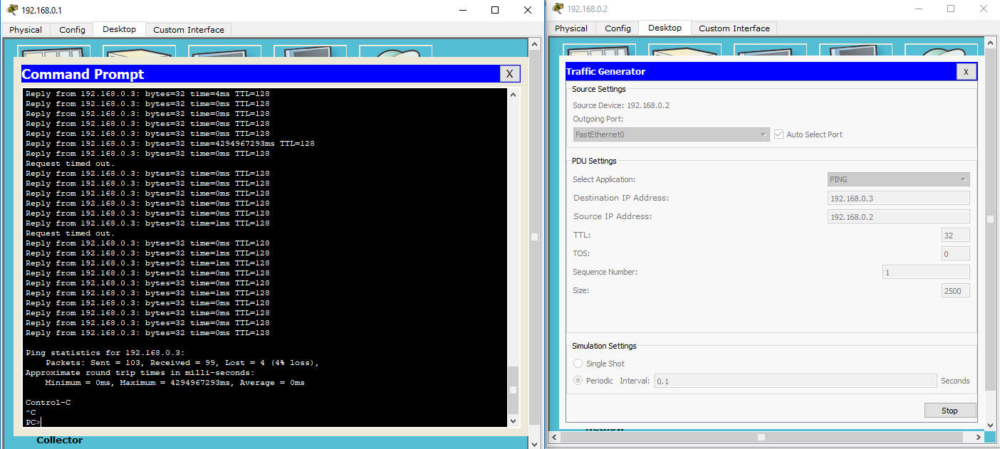 192.168.0.1
Physical Config Desktop Custom Interface
Command Prompt X
Reply from 192.168.0.3: bytes=32 time=4ms TTL=128
Reply from 192.168.0.3: bytes=32 time=0ms TTL=128
Reply from 192.168.0.3: bytes=32 time=0ms TTL=128
Reply from 192.168.0.3: bytes=32 time=0ms TTL=128
Reply from 192.168.0.3: bytes=32 time=0ms TTL=128
Reply from 192.168.0.3: bytes=32 time=4294967293ms TTL=128
Reply from 192.168.0.3: bytes=32 time=0ms TTL=128
Request timed out.
Reply from 192.168.0.3: bytes=32 time=0ms TTL=128
Reply from 192.168.0.3: bytes=32 time=0ms TTL=128
Reply from 192.168.0.3: bytes=32 time=0ms TTL=128
Reply from 192.168.0.3: bytes=32 time=0ms TTL=128
Reply from 192.168.0.3: bytes=32 time=0ms TTL=128
Reply from 192.168.0.3: bytes=32 time=1ms TTL=128
Request timed out.
Reply from 192.168.0.3: bytes=32 time=0ms TTL=128
Reply from 192.168.0.3: bytes=32 time=1ms TTL=128
Reply from 192.168.0.3: bytes=32 time=1ms TTL=128
Reply from 192.168.0.3: bytes=32 time=0ms TTL=128
Reply from 192.168.0.3: bytes=32 time=0ms TTL=128
Reply from 192.168.0.3: bytes=32 time=1ms TTL=128
Reply from 192.168.0.3: bytes=32 time=0ms TTL=128
Reply from 192.168.0.3: bytes=32 time=0ms TTL=128
Reply from 192.168.0.3: bytes=32 time=0ms TTL=128
Reply from 192.168.0.3: bytes=32 time=0ms TTL=128
Ping statistics for 192.168.0.3:
Packets: Sent = 103, Received = 99, Lost = 4 (4% loss),
Approximate round trip times in milli-seconds:
Minimum = 0ms, Maximum = 4294967293ms, Average = 0ms
Control-C
^C
PC>
Collector
192.168.0.2
Physical Config Desktop Custom Interface
Traffic Generator X
Source Settings
Source Device: 192.168.0.2
Outgoing Port:
FastEthernet0 Auto Select Port
PDU Settings
Select Application: PING
Destination IP Address: 192.168.0.3
Source IP Address: 192.168.0.2
TTL: 32
TOS: 0
Sequence Number: 1
Size: 2500
Simulation Settings
Single Shot
Periodic Interval: 0.1 Seconds
Stop